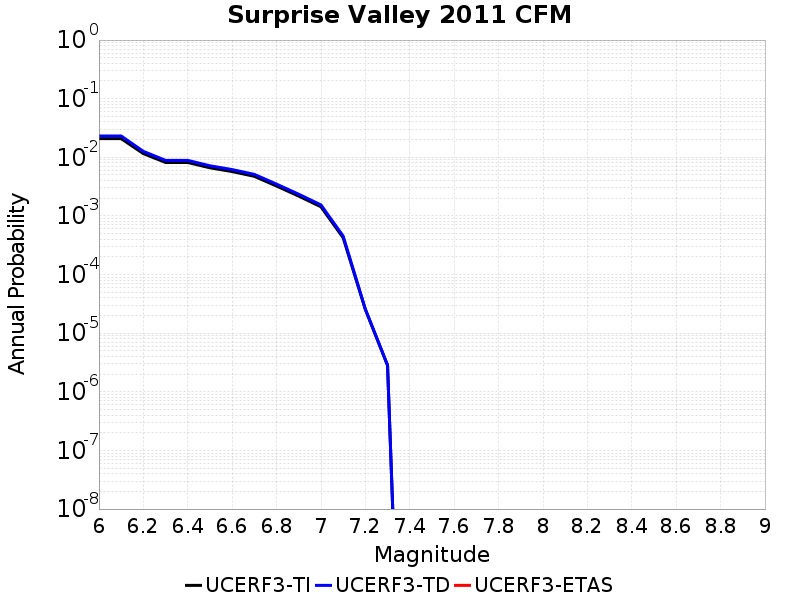 Surprise Valley 2011 CFM
Annual Probability
10^0
10^-1
10^-2
10^-3
10^-4
10^-5
10^-6
10^-7
10^-8
6 6.2 6.4 6.6 6.8 7 7.2 7.4 7.6 7.8 8 8.2 8.4 8.6 8.8 9
Magnitude
UCERF3-TI UCERF3-TD UCERF3-ETAS